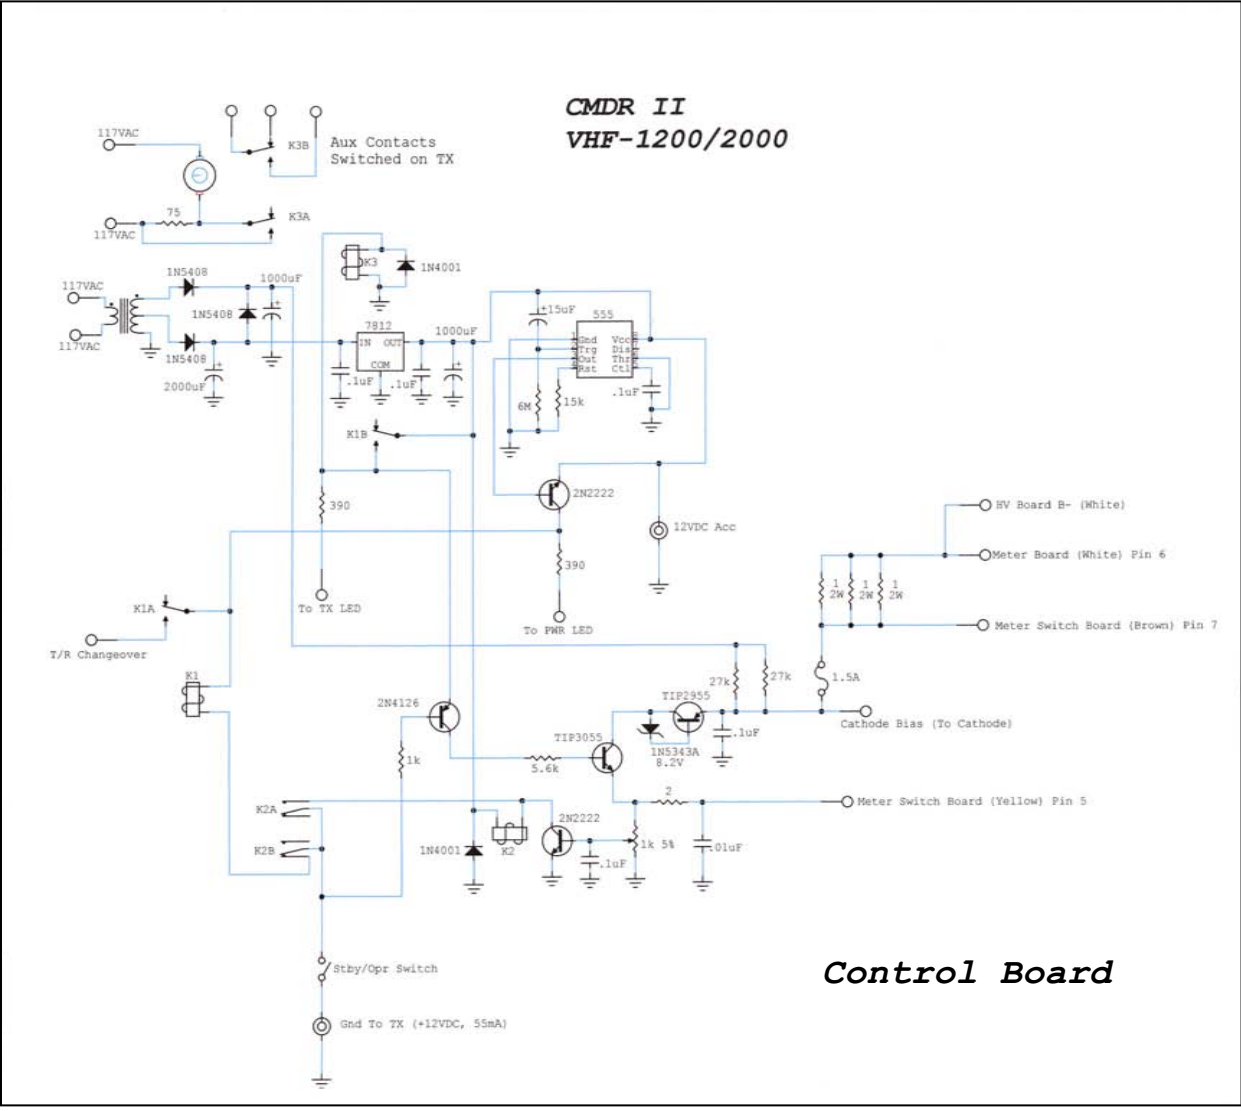 CMDR II
VHF-1200/2000
117VAC
K3B
Aux Contacts
Switched on TX
75
K3A
117VAC
K3
1N4001
1N5408
1000uF
117VAC
1N5408
117VAC
1N5408
2000uF
7812
IN OUT
COM
1000uF
.1uF
.1uF
+15uF
555
Gnd Vcc
Trg Dis
Out Thr
Rst Ctl
6M
15k
.1uF
K1B
390
2N2222
12VDC Acc
390
HV Board B- (White)
Meter Board (White) Pin 6
1
2W
1
2W
1
2W
K1A
To TX LED
To PWR LED
Meter Switch Board (Brown) Pin 7
T/R Changeover
K1
27k
27k
1.5A
2N4126
TIP2955
Cathode Bias (To Cathode)
.1uF
TIP3055
1N5343A
8.2V
1k
5.6k
2
Meter Switch Board (Yellow) Pin 5
K2A
2N2222
K2B
1N4001
K2
.1uF
1k 5%
.01uF
Stby/Opr Switch
Control Board
Gnd To TX (+12VDC, 55mA)